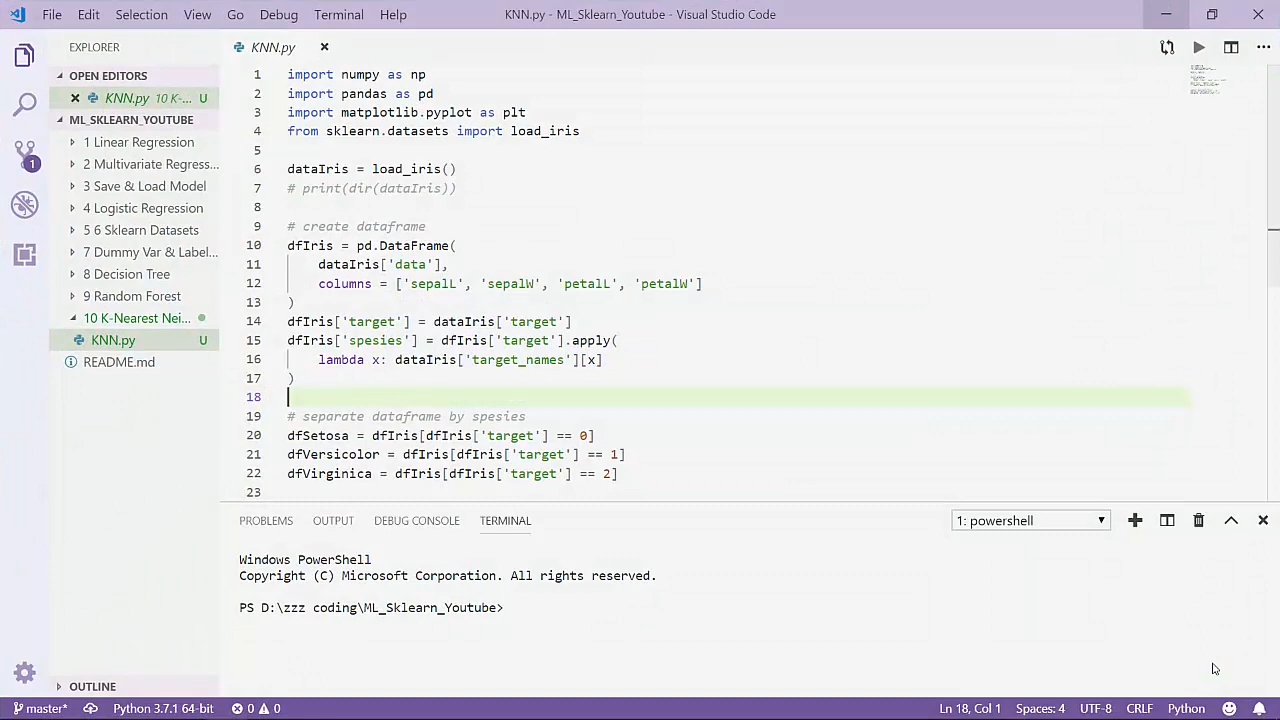 File Edit Selection View Go Debug Terminal Help KNN.py - ML_Sklearn_Youtube - Visual Studio Code
EXPLORER
OPEN EDITORS
KNN.py 10 K-... U
ML_SKLEARN_YOUTUBE
1 Linear Regression
2 Multivariate Regress...
3 Save & Load Model
4 Logistic Regression
5 6 Sklearn Datasets
7 Dummy Var & Label...
8 Decision Tree
9 Random Forest
10 K-Nearest Nei...
KNN.py U
README.md
OUTLINE
1
KNN.py
1 import numpy as np
2 import pandas as pd
3 import matplotlib.pyplot as plt
4 from sklearn.datasets import load_iris
5
6 dataIris = load_iris()
7 # print(dir(dataIris))
8
9 # create dataframe
10 dfIris = pd.DataFrame(
11 dataIris['data'],
12 columns = ['sepalL', 'sepalW', 'petalL', 'petalW']
13 )
14 dfIris['target'] = dataIris['target']
15 dfIris['spesies'] = dfIris['target'].apply(
16 lambda x: dataIris['target_names'][x]
17 )
18
19 # separate dataframe by spesies
20 dfSetosa = dfIris[dfIris['target'] == 0]
21 dfVersicolor = dfIris[dfIris['target'] == 1]
22 dfVirginica = dfIris[dfIris['target'] == 2]
23
PROBLEMS OUTPUT DEBUG CONSOLE TERMINAL 1: powershell
Windows PowerShell
Copyright (C) Microsoft Corporation. All rights reserved.
PS D:\zzz coding\ML_Sklearn_Youtube>
master* Python 3.7.1 64-bit 0 0 Ln 18, Col 1 Spaces: 4 UTF-8 CRLF Python